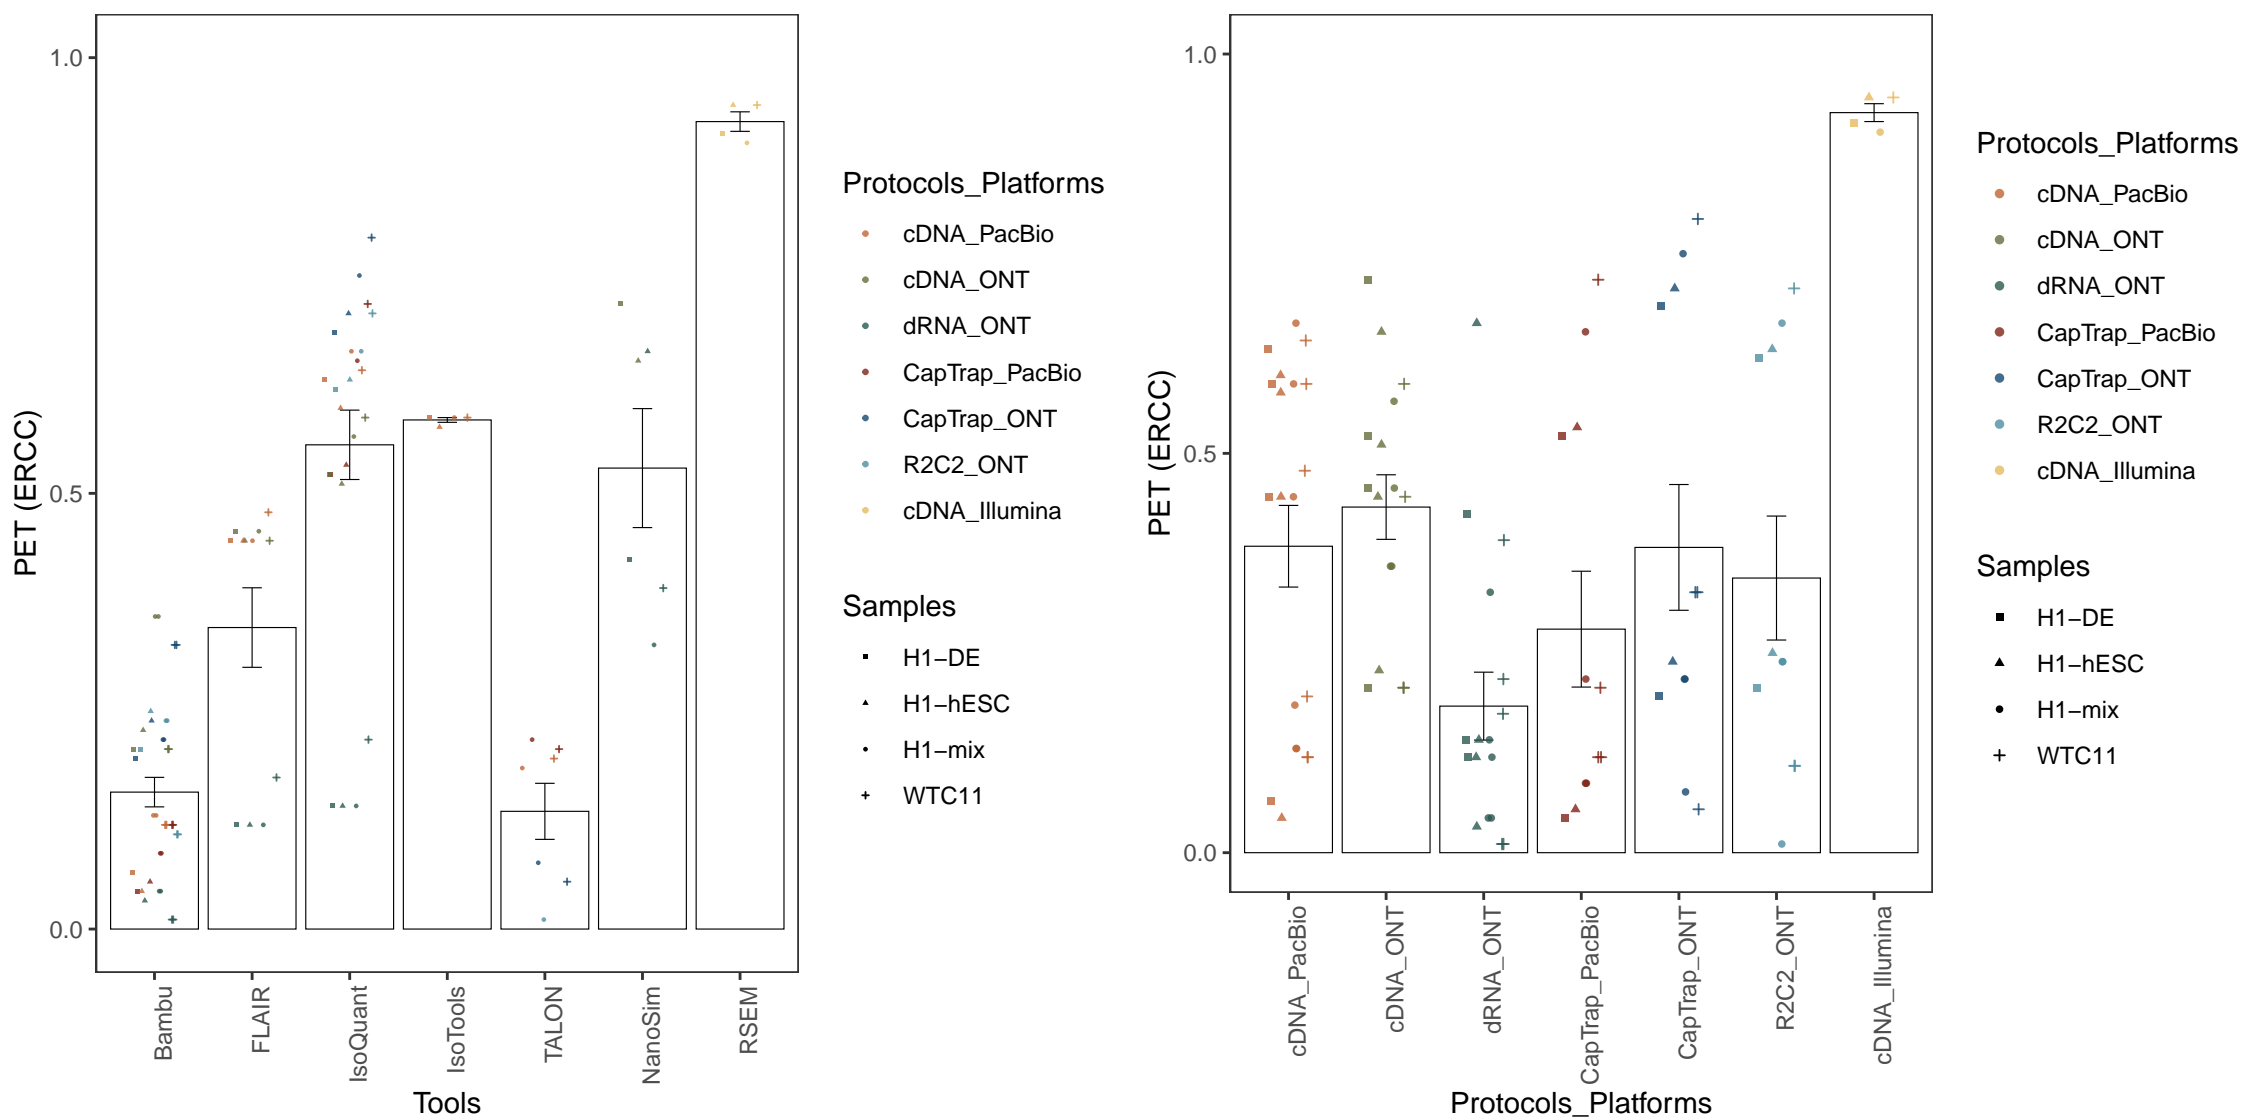 PET (ERCC)
1.0
0.5
0.0
Bambu
FLAIR
IsoQuant
IsoTools
TALON
NanoSim
RSEM
Tools
Protocols_Platforms
cDNA_PacBio
cDNA_ONT
dRNA_ONT
CapTrap_PacBio
CapTrap_ONT
R2C2_ONT
cDNA_Illumina
Samples
H1−DE
H1−hESC
H1−mix
WTC11
PET (ERCC)
1.0
0.5
0.0
cDNA_PacBio
cDNA_ONT
dRNA_ONT
CapTrap_PacBio
CapTrap_ONT
R2C2_ONT
cDNA_Illumina
Protocols_Platforms
Protocols_Platforms
cDNA_PacBio
cDNA_ONT
dRNA_ONT
CapTrap_PacBio
CapTrap_ONT
R2C2_ONT
cDNA_Illumina
Samples
H1−DE
H1−hESC
H1−mix
WTC11